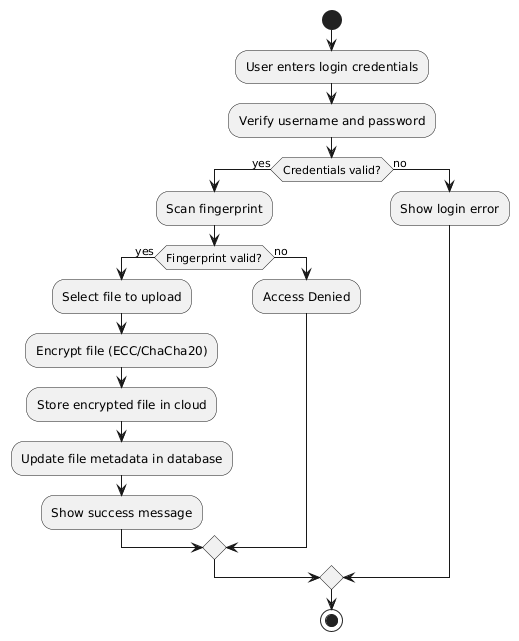 User enters login credentials
Verify username and password
yes
Credentials valid?
no
Scan fingerprint
Show login error
yes
Fingerprint valid?
no
Select file to upload
Access Denied
Encrypt file (ECC/ChaCha20)
Store encrypted file in cloud
Update file metadata in database
Show success message